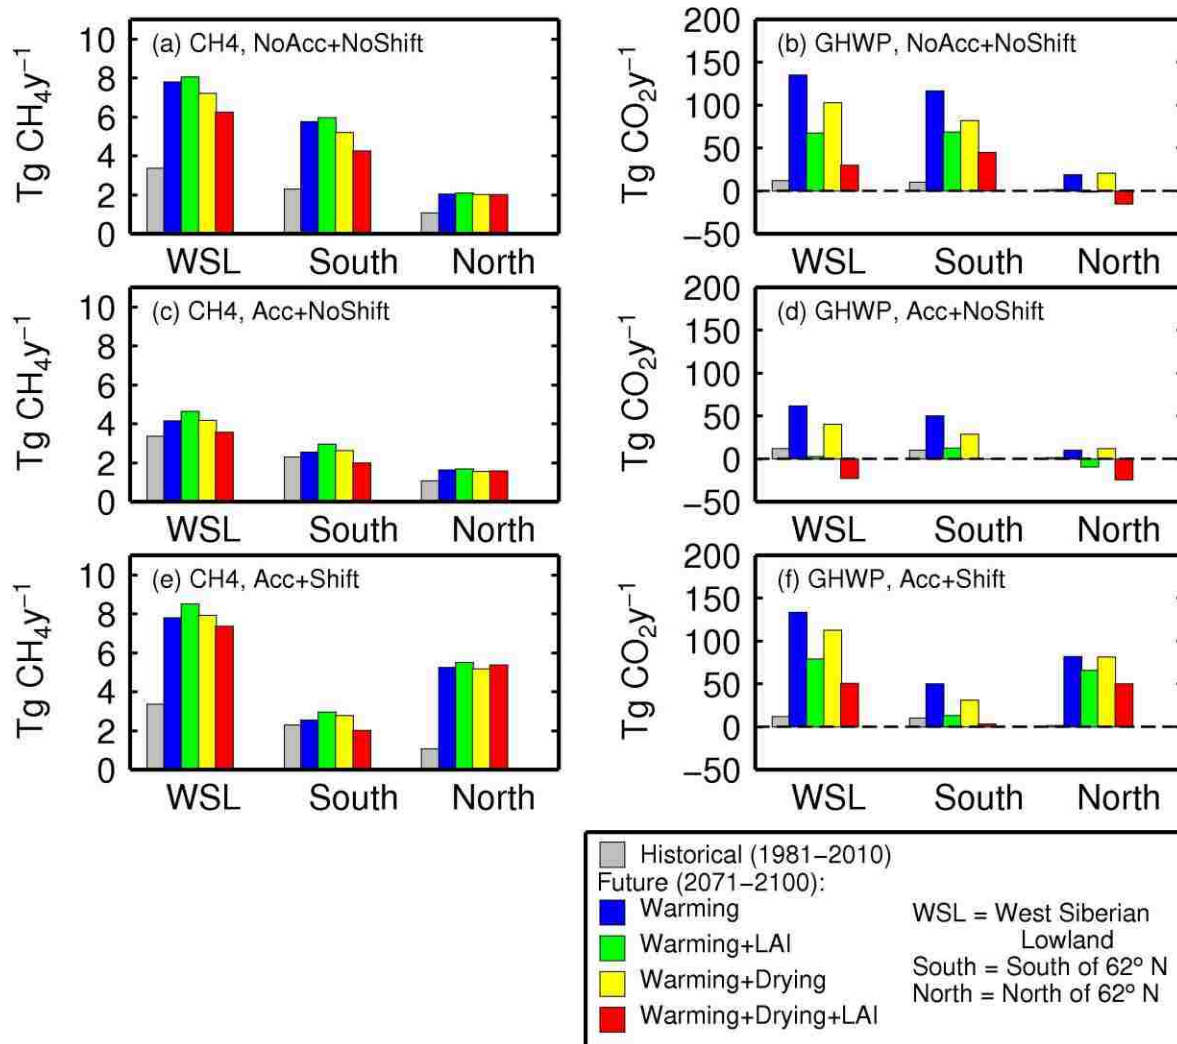 (a) CH4, NoAcc+NoShift
Tg CH₄y⁻¹
10
8
6
4
2
0
WSL South North
(b) GHWP, NoAcc+NoShift
Tg CO₂y⁻¹
200
150
100
50
0
−50
WSL South North
(c) CH4, Acc+NoShift
Tg CH₄y⁻¹
10
8
6
4
2
0
WSL South North
(d) GHWP, Acc+NoShift
Tg CO₂y⁻¹
200
150
100
50
0
−50
WSL South North
(e) CH4, Acc+Shift
Tg CH₄y⁻¹
10
8
6
4
2
0
WSL South North
(f) GHWP, Acc+Shift
Tg CO₂y⁻¹
200
150
100
50
0
−50
WSL South North
Historical (1981−2010)
Future (2071−2100):
Warming
Warming+LAI
Warming+Drying
Warming+Drying+LAI
WSL = West Siberian
Lowland
South = South of 62º N
North = North of 62º N